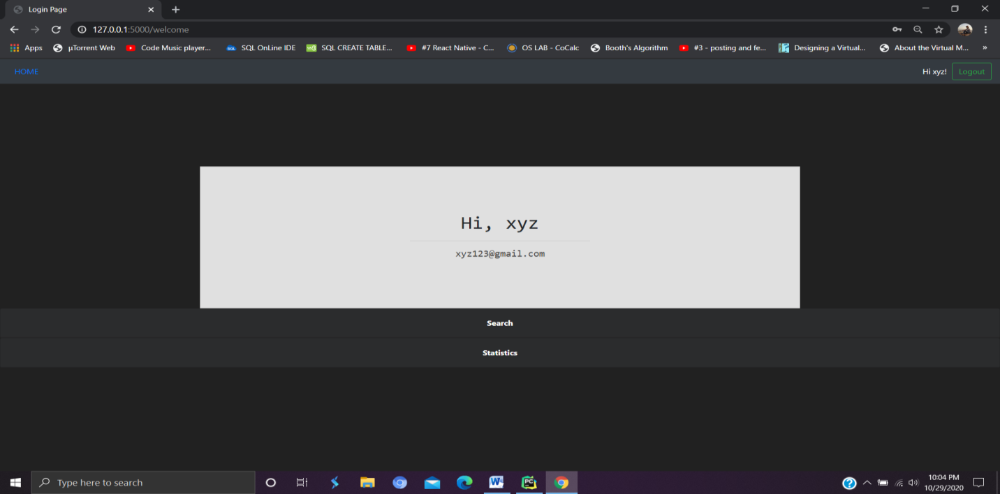 Login Page
127.0.0.1:5000/welcome
Apps µTorrent Web Code Music player... SQL OnLine IDE SQL CREATE TABLE... #7 React Native - C... OS LAB - CoCalc Booth's Algorithm #3 - posting and fe... Designing a Virtual... About the Virtual M... »
HOME Hi xyz! Logout
Hi, xyz
xyz123@gmail.com
Search
Statistics
Type here to search
10:04 PM
10/29/2020